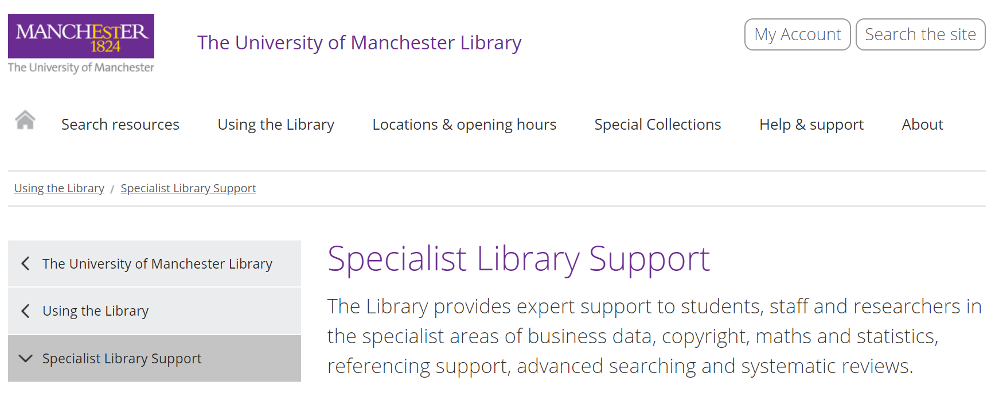 MANCHESTER
1824
The University of Manchester
The University of Manchester Library
My Account
Search the site
Search resources
Using the Library
Locations & opening hours
Special Collections
Help & support
About
Using the Library / Specialist Library Support
The University of Manchester Library
Using the Library
Specialist Library Support
Specialist Library Support
The Library provides expert support to students, staff and researchers in
the specialist areas of business data, copyright, maths and statistics,
referencing support, advanced searching and systematic reviews.